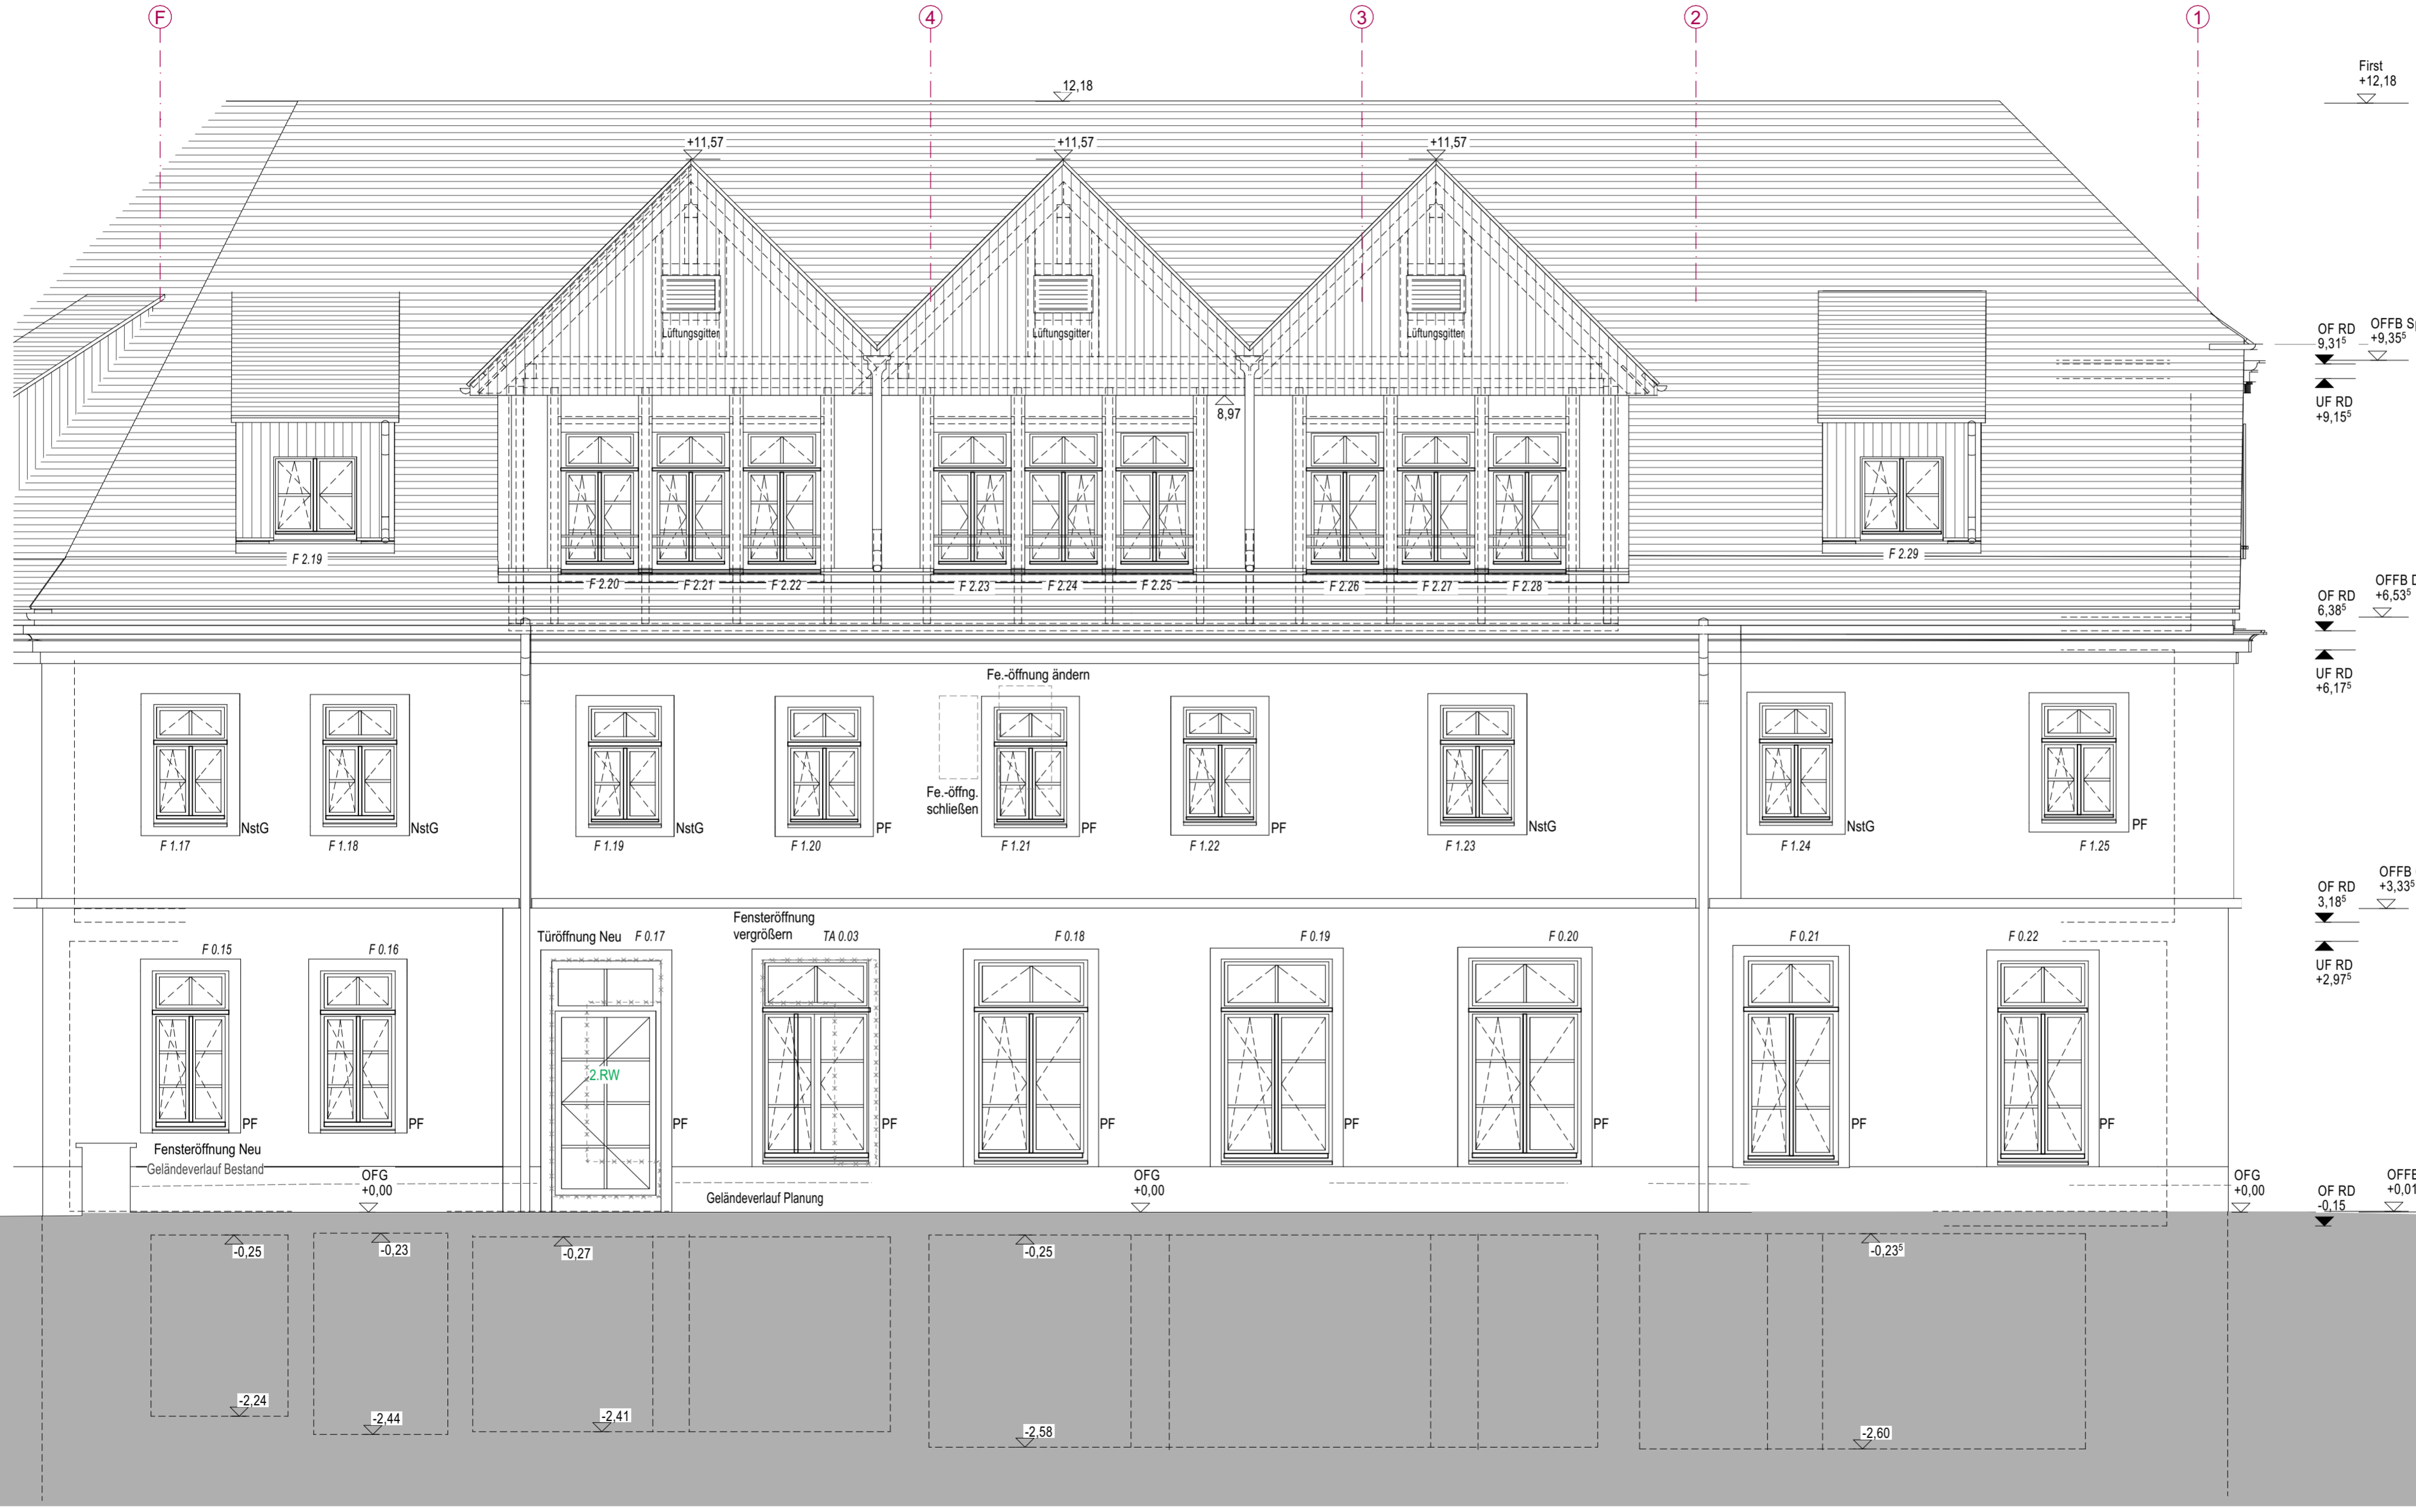 F
4
3
2
1
First
+12,18
12,18
+11,57
+11,57
+11,57
Lüftungsgitter
Lüftungsgitter
Lüftungsgitter
OF RD
9,31⁵
OFFB Sp
+9,35⁵
UF RD
+9,15⁵
8,97
F 2.19
F 2.20
F 2.21
F 2.22
F 2.23
F 2.24
F 2.25
F 2.26
F 2.27
F 2.28
F 2.29
OF RD
6,38⁵
OFFB D
+6,53⁵
UF RD
+6,17⁵
Fe.-öffnung ändern
Fe.-öffng.
schließen
NstG
NstG
NstG
PF
PF
PF
NstG
NstG
PF
F 1.17
F 1.18
F 1.19
F 1.20
F 1.21
F 1.22
F 1.23
F 1.24
F 1.25
OF RD
3,18⁵
OFFB
+3,33⁵
UF RD
+2,97⁵
F 0.15
F 0.16
Türöffnung Neu
F 0.17
Fensteröffnung
vergrößern
TA 0.03
F 0.18
F 0.19
F 0.20
F 0.21
F 0.22
2.RW
PF
PF
PF
PF
PF
PF
PF
PF
PF
Fensteröffnung Neu
Geländeverlauf Bestand
OFG
+0,00
Geländeverlauf Planung
OFG
+0,00
OFG
+0,00
OF RD
-0,15
OFFB
+0,01
-0,25
-0,23
-0,27
-0,25
-0,23⁵
-2,24
-2,44
-2,41
-2,58
-2,60